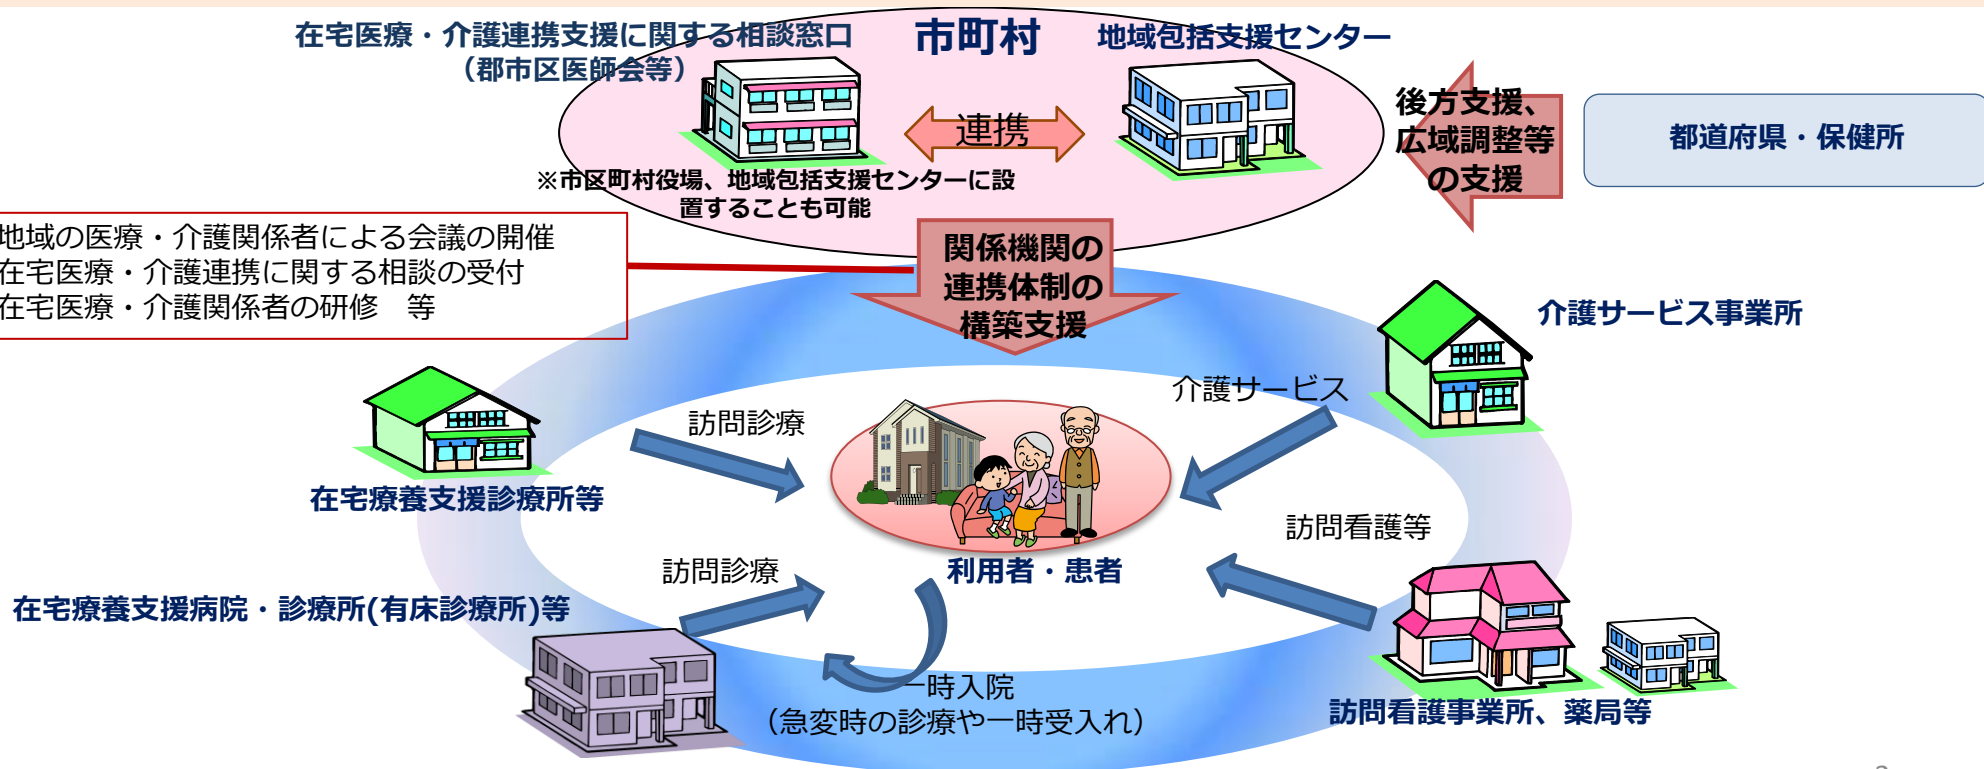 在宅医療・介護連携支援に関する相談窓口
（郡市区医師会等）
市町村
地域包括支援センター
連携
※市区町村役場、地域包括支援センターに設
置することも可能
後方支援、
広域調整等
の支援
都道府県・保健所
地域の医療・介護関係者による会議の開催
在宅医療・介護連携に関する相談の受付
在宅医療・介護関係者の研修　等
関係機関の
連携体制の
構築支援
介護サービス事業所
介護サービス
訪問診療
在宅療養支援診療所等
訪問看護等
利用者・患者
訪問診療
在宅療養支援病院・診療所(有床診療所)等
一時入院
（急変時の診療や一時受入れ）
訪問看護事業所、薬局等